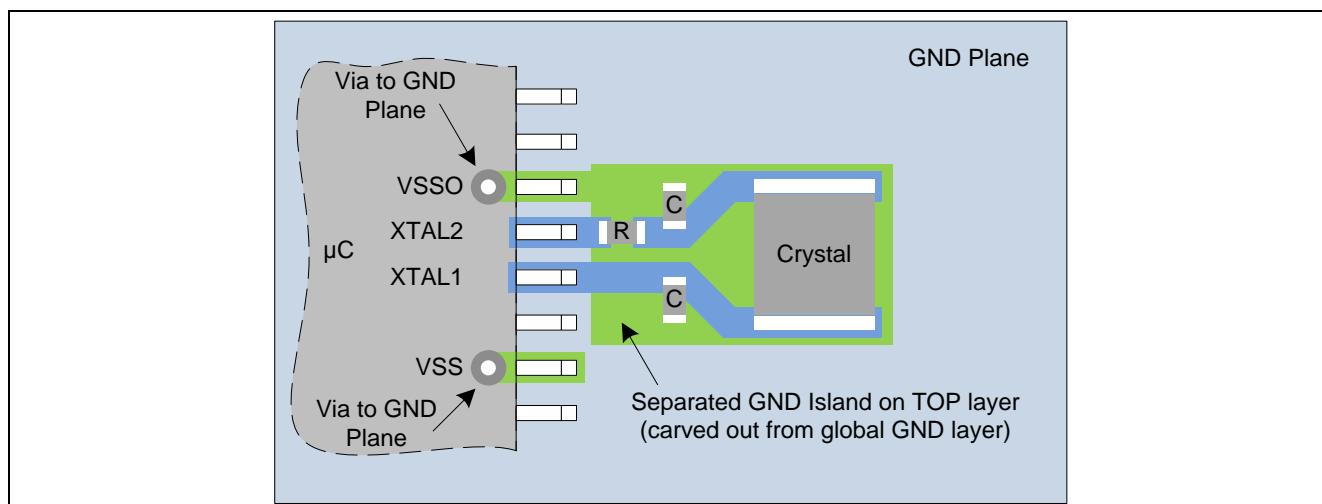 GND Plane
Via to GND
Plane
VSSO
XTAL2
µC
XTAL1
C
R
C
Crystal
VSS
Via to GND
Plane
Separated GND Island on TOP layer
(carved out from global GND layer)